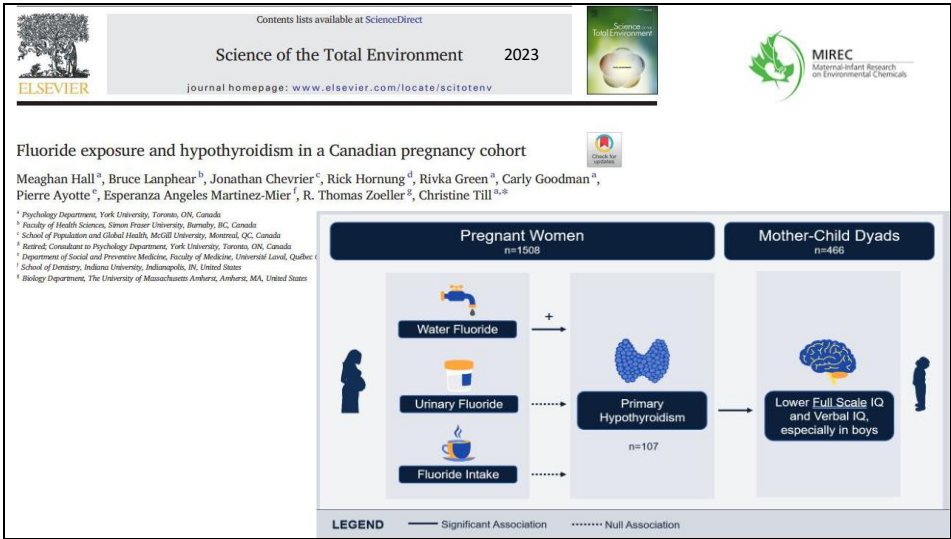 Contents lists available at ScienceDirect
Science of the Total Environment
2023
journal homepage: www.elsevier.com/locate/scitotenv
ELSEVIER
Science of the
Total Environment
MIREC
Maternal-Infant Research
on Environmental Chemicals
Check for
updates
Fluoride exposure and hypothyroidism in a Canadian pregnancy cohort
Meaghan Hall a, Bruce Lanphear b, Jonathan Chevrier c, Rick Hornung d, Rivka Green a, Carly Goodman a,
Pierre Ayotte e, Esperanza Angeles Martinez-Mier f, R. Thomas Zoeller g, Christine Till a,*
a Psychology Department, York University, Toronto, ON, Canada
b Faculty of Health Sciences, Simon Fraser University, Burnaby, BC, Canada
c School of Population and Global Health, McGill University, Montreal, QC, Canada
d Retired; Consultant to Psychology Department, York University, Toronto, ON, Canada
e Department of Social and Preventive Medicine, Faculty of Medicine, Université Laval, Québec
f School of Dentistry, Indiana University, Indianapolis, IN, United States
g Biology Department, The University of Massachusetts Amherst, Amherst, MA, United States
Pregnant Women
n=1508
Mother-Child Dyads
n=466
Water Fluoride
+
Urinary Fluoride
Fluoride Intake
Primary
Hypothyroidism
n=107
Lower Full Scale IQ
and Verbal IQ,
especially in boys
LEGEND
Significant Association
Null Association